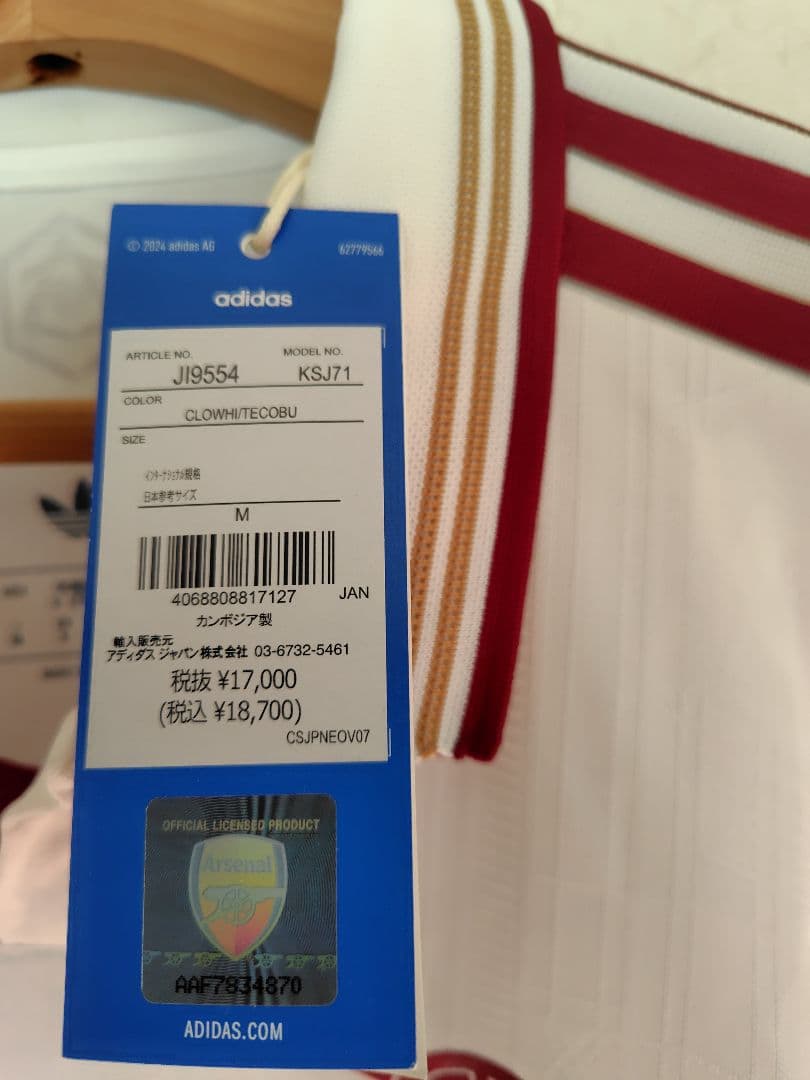 © 2024 adidas AG
62779566
adidas
ARTICLE NO.
MODEL NO.
JI9554
KSJ71
COLOR
CLOWHI/TECOBU
SIZE
インターナショナル規格
日本参考サイズ
M
4068808817127
JAN
カンボジア製
輸入販売元
アディダス ジャパン株式会社 03-6732-5461
税抜 ¥17,000
(税込 ¥18,700)
CSJPNEOV07
OFFICIAL LICENSED PRODUCT
Arsenal
AAF7834870
ADIDAS.COM